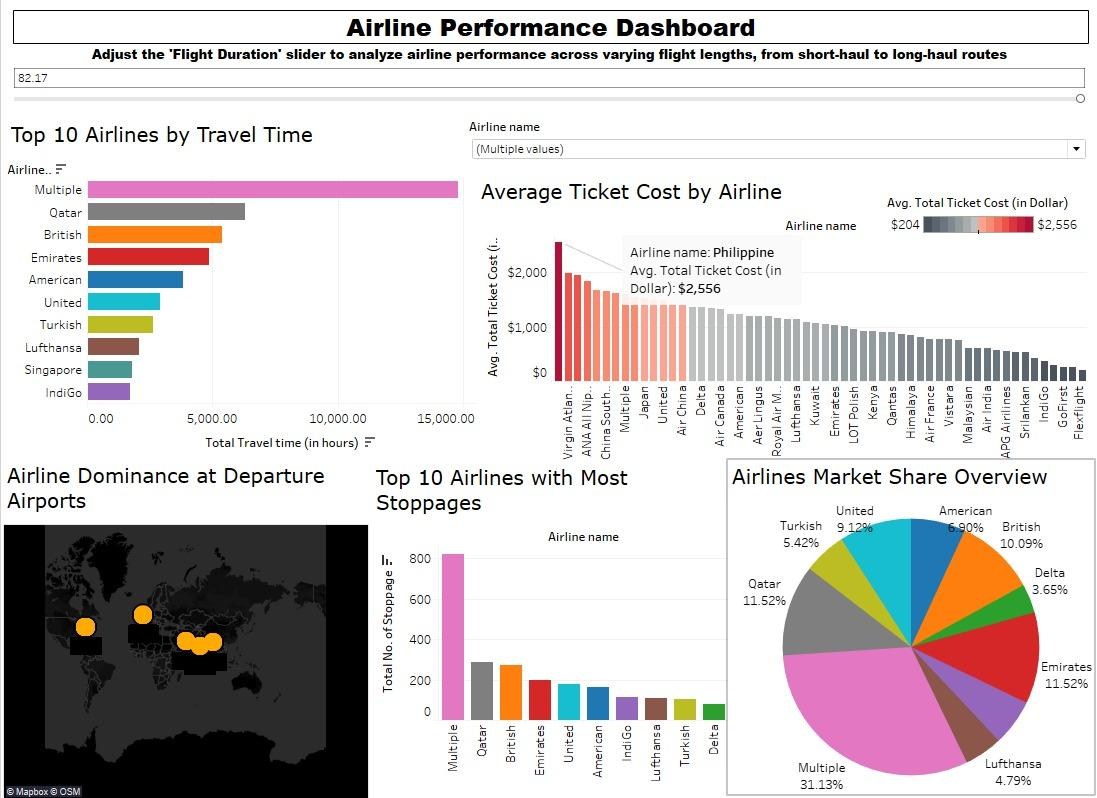 Airline Performance Dashboard
Adjust the 'Flight Duration' slider to analyze airline performance across varying flight lengths, from short-haul to long-haul routes
82.17
Top 10 Airlines by Travel Time
Airline..
Multiple
Qatar
British
Emirates
American
United
Turkish
Lufthansa
Singapore
IndiGo
0.00
5,000.00
10,000.00
15,000.00
Total Travel time (in hours)
Airline name
(Multiple values)
Average Ticket Cost by Airline
Avg. Total Ticket Cost (in Dollar)
$204
$2,556
Airline name
Avg. Total Ticket Cost (i..
$2,000
$1,000
$0
Airline name: Philippine
Avg. Total Ticket Cost (in
Dollar): $2,556
Virgin Atlan..
ANA All Nip..
China South..
Multiple
Japan
United
Air China
Delta
Air Canada
American
Aer Lingus
Royal Air M..
Lufthansa
Kuwait
Emirates
LOT Polish
Kenya
Qantas
Himalaya
Air France
Vistara
Malaysian
Air India
APG Airilines
SriLankan
IndiGo
GoFirst
Flexflight
Airline Dominance at Departure
Airports
© Mapbox © OSM
Top 10 Airlines with Most
Stoppages
Airline name
Total No. of Stoppage
800
600
400
200
0
Multiple
Qatar
British
Emirates
United
American
IndiGo
Lufthansa
Turkish
Delta
Airlines Market Share Overview
United
9.12%
American
6.90%
Turkish
5.42%
British
10.09%
Qatar
11.52%
Delta
3.65%
Emirates
11.52%
Lufthansa
4.79%
Multiple
31.13%